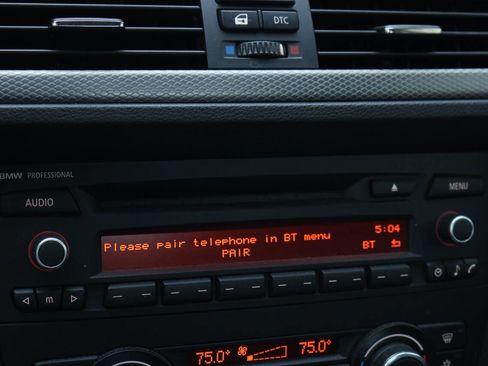 DTC
BMW PROFESSIONAL
AUDIO
MENU
5:04
Please pair telephone in BT menu
PAIR BT
m
75.0° 75.0°